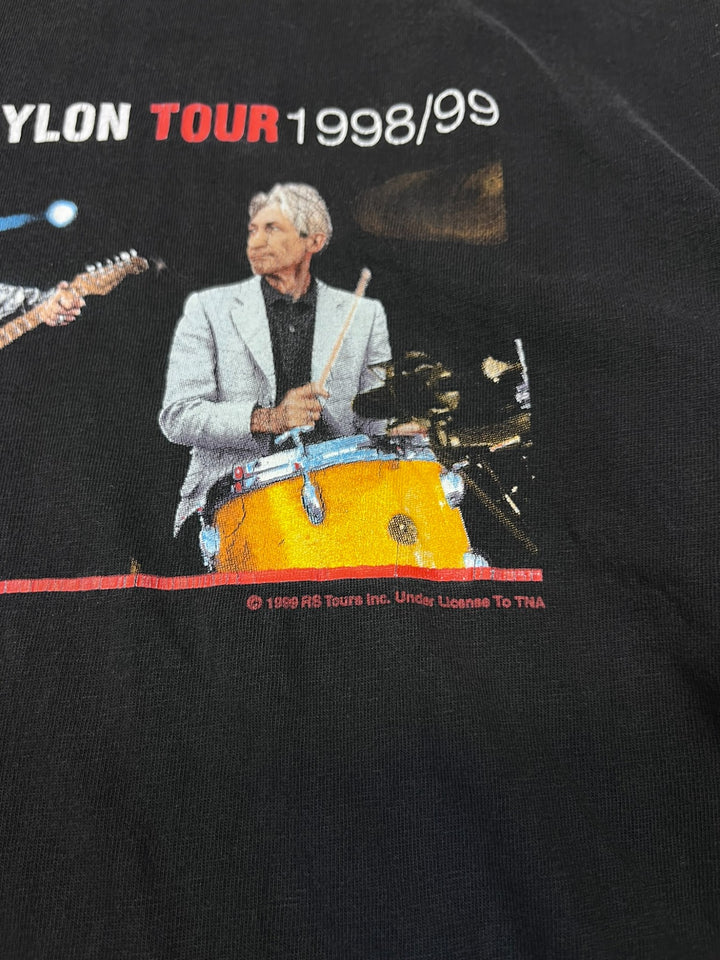 YLON TOUR 1998/99
© 1999 RS Tours Inc. Under License To TNA